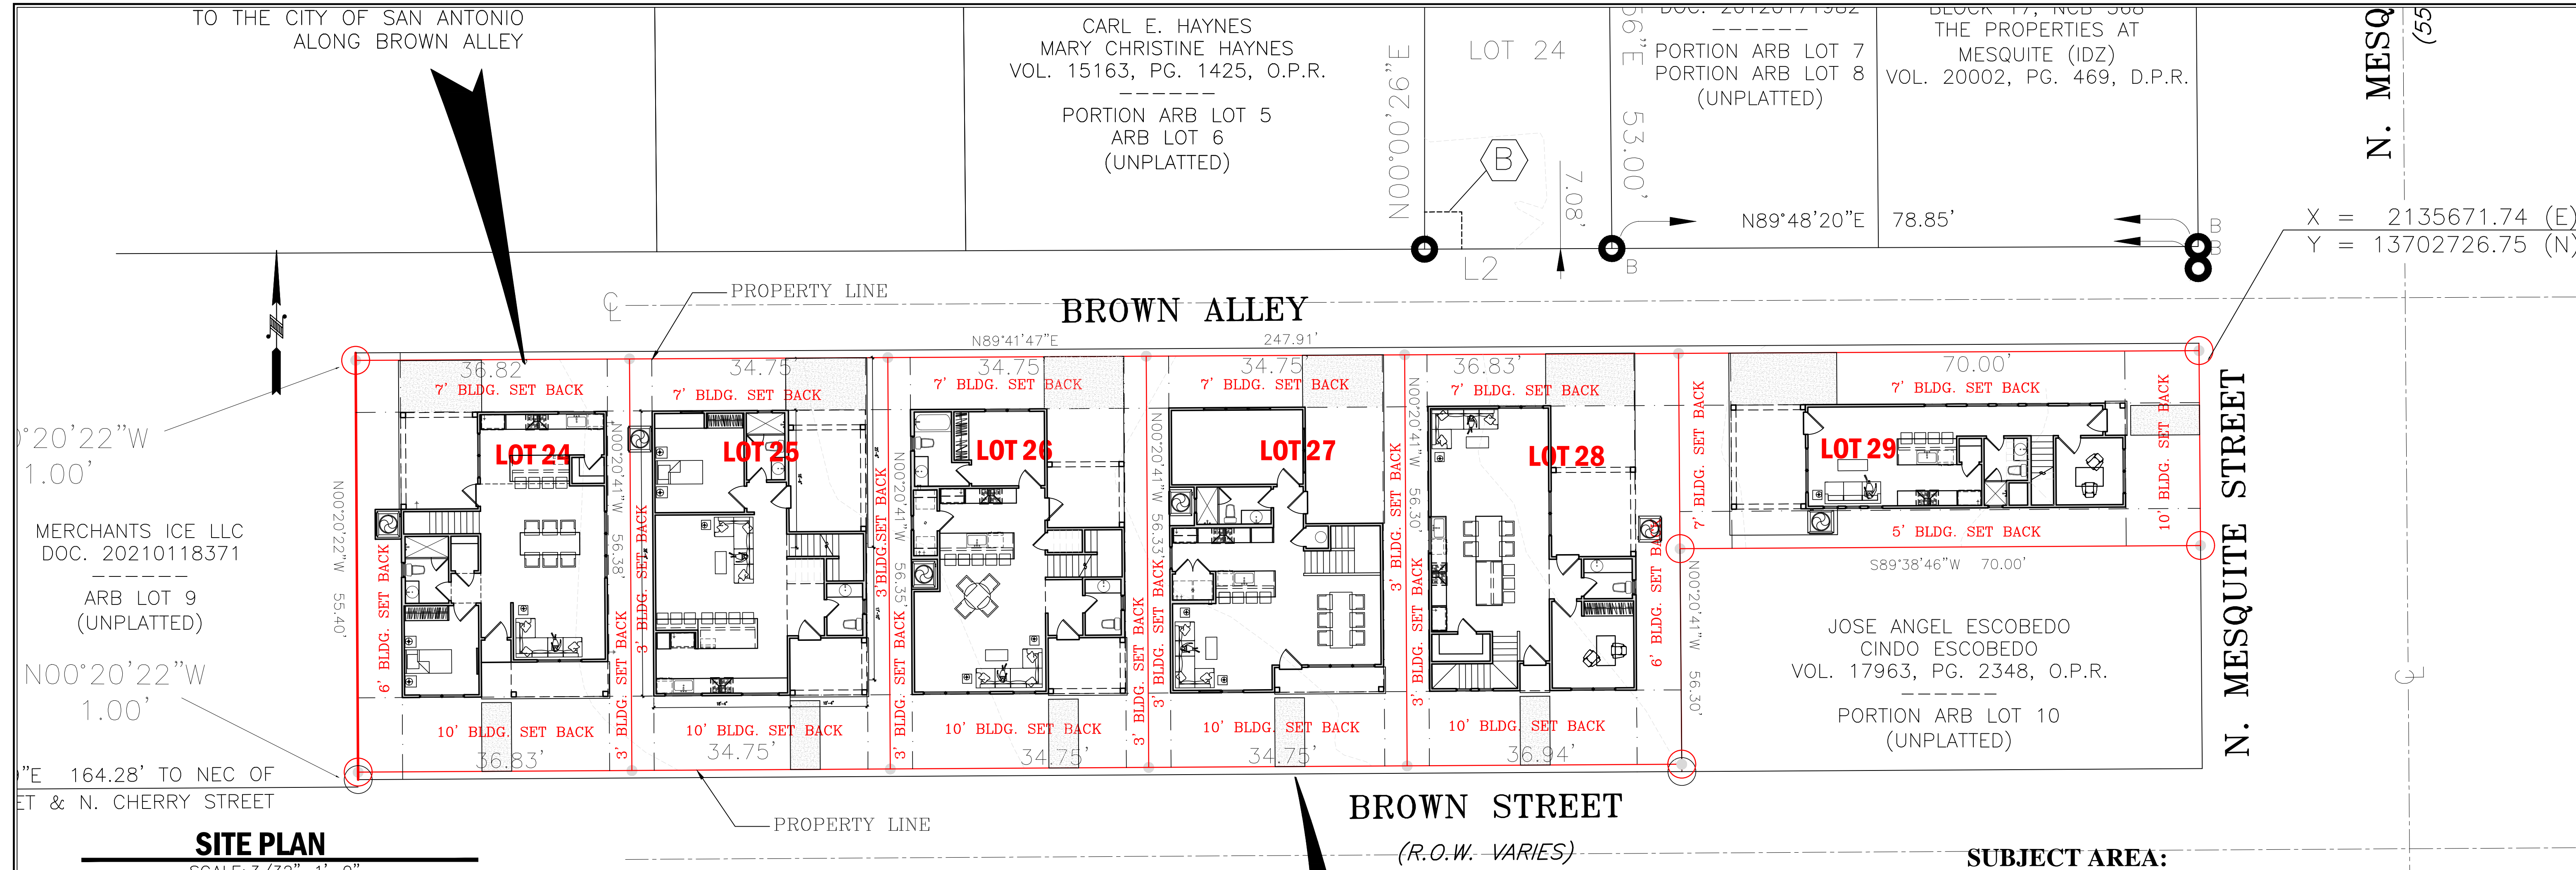 TO THE CITY OF SAN ANTONIO
ALONG BROWN ALLEY
CARL E. HAYNES
MARY CHRISTINE HAYNES
VOL. 15163, PG. 1425, O.P.R.
PORTION ARB LOT 5
ARB LOT 6
(UNPLATTED)
N00°00'26"E
LOT 24
B
7.08'
L2
56"E 53.00'
DOC. 20120171982
PORTION ARB LOT 7
PORTION ARB LOT 8
(UNPLATTED)
BLOCK 17, NCB 568
THE PROPERTIES AT
MESQUITE (IDZ)
VOL. 20002, PG. 469, D.P.R.
N89°48'20"E 78.85'
B
B
B
N. MESQ
(55
X = 2135671.74 (E)
Y = 13702726.75 (N)
PROPERTY LINE
BROWN ALLEY
N89°41'47"E 247.91'
36.82'
34.75'
34.75'
34.75'
36.83'
70.00'
7' BLDG. SET BACK
7' BLDG. SET BACK
7' BLDG. SET BACK
7' BLDG. SET BACK
7' BLDG. SET BACK
7' BLDG. SET BACK
LOT 24
LOT 25
LOT 26
LOT 27
LOT 28
LOT 29
°20'22"W
1.00'
MERCHANTS ICE LLC
DOC. 20210118371
ARB LOT 9
(UNPLATTED)
N00°20'22"W
1.00'
N00°20'22"W 55.40'
6' BLDG. SET BACK
N00°20'41"W 56.38'
3' BLDG. SET BACK
3' BLDG. SET BACK
3' BLDG.SET BACK
N00°20'41"W 56.35'
3' BLDG. SET BACK
N00°20'41"W 56.33'
3' BLDG. SET BACK
3' BLDG. SET BACK
3' BLDG. SET BACK
N00°20'41"W 56.30'
3' BLDG. SET BACK
6' BLDG. SET BACK
7' BLDG. SET BACK
N00°20'41"W 56.30'
10' BLDG. SET BACK
5' BLDG. SET BACK
S89°38'46"W 70.00'
JOSE ANGEL ESCOBEDO
CINDO ESCOBEDO
VOL. 17963, PG. 2348, O.P.R.
PORTION ARB LOT 10
(UNPLATTED)
N. MESQUITE STREET
10' BLDG. SET BACK
10' BLDG. SET BACK
10' BLDG. SET BACK
10' BLDG. SET BACK
10' BLDG. SET BACK
36.83'
34.75'
34.75'
34.75'
36.94'
"E 164.28' TO NEC OF
ET & N. CHERRY STREET
PROPERTY LINE
BROWN STREET
(R.O.W. VARIES)
SITE PLAN
SCALE: 3/32" 1'-0"
SUBJECT AREA: